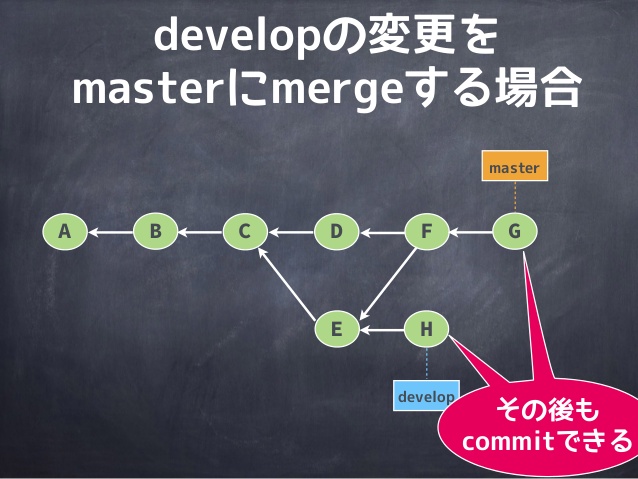 developの変更を
masterにmergeする場合
master
A B C D F G
E H
develop
その後も
commitできる